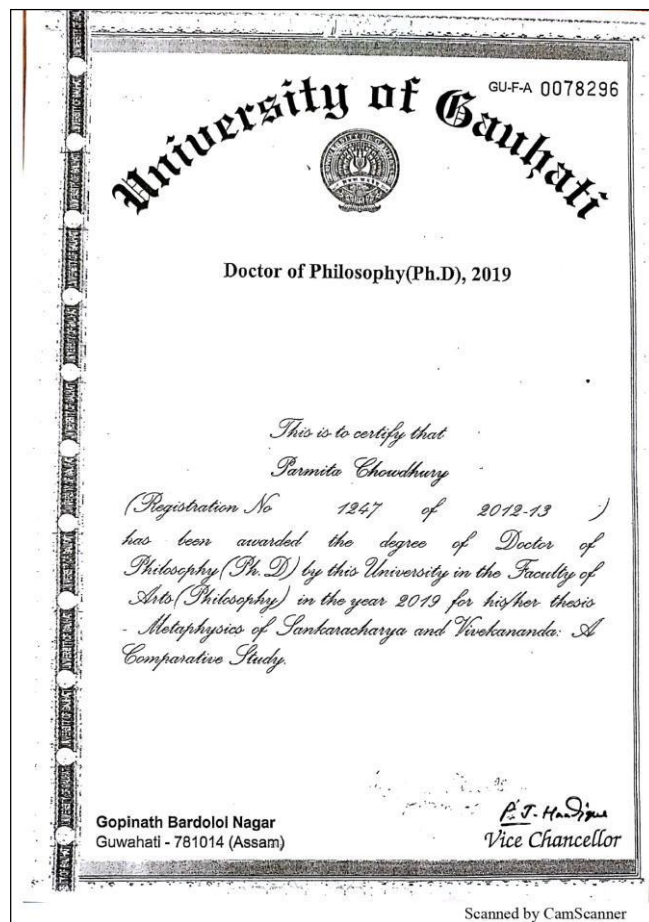 GU-F-A 0078296
University of Gauhati
Doctor of Philosophy(Ph.D), 2019
This is to certify that
Parmita Chowdhury
(Registration No 1247 of 2012-13 )
has been awarded the degree of Doctor of
Philosophy(Ph.D) by this University in the Faculty of
Arts(Philosophy) in the year 2019 for his/her thesis
- Metaphysics of Sankaracharya and Vivekananda: A
Comparative Study.
P. J. Handique
Gopinath Bardoloi Nagar
Guwahati - 781014 (Assam)
Vice Chancellor
Scanned by CamScanner